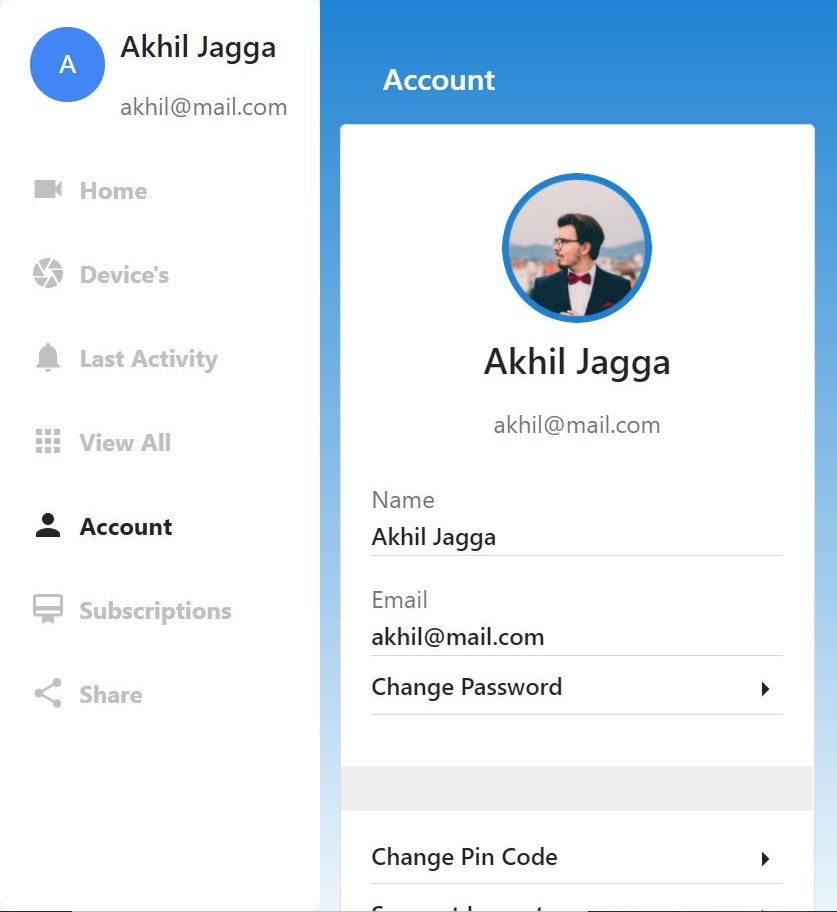 A
Akhil Jagga
akhil@mail.com
Home
Device's
Last Activity
View All
Account
Subscriptions
Share
Account
Akhil Jagga
akhil@mail.com
Name
Akhil Jagga
Email
akhil@mail.com
Change Password
Change Pin Code